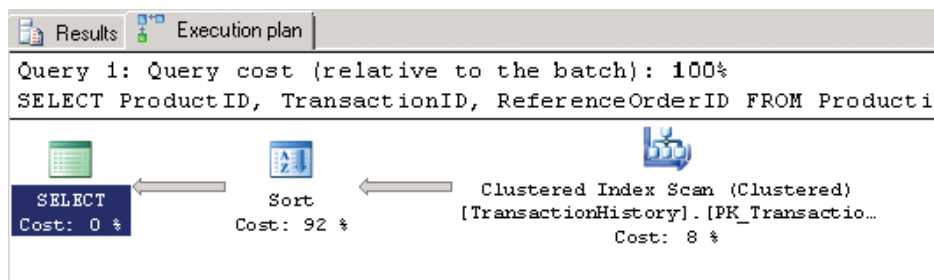 Results Execution plan
Query 1: Query cost (relative to the batch): 100%
SELECT ProductID, TransactionID, ReferenceOrderID FROM Producti
SELECT
Cost: 0 %
Sort
Cost: 92 %
Clustered Index Scan (Clustered)
[TransactionHistory].[PK_Transactio…
Cost: 8 %